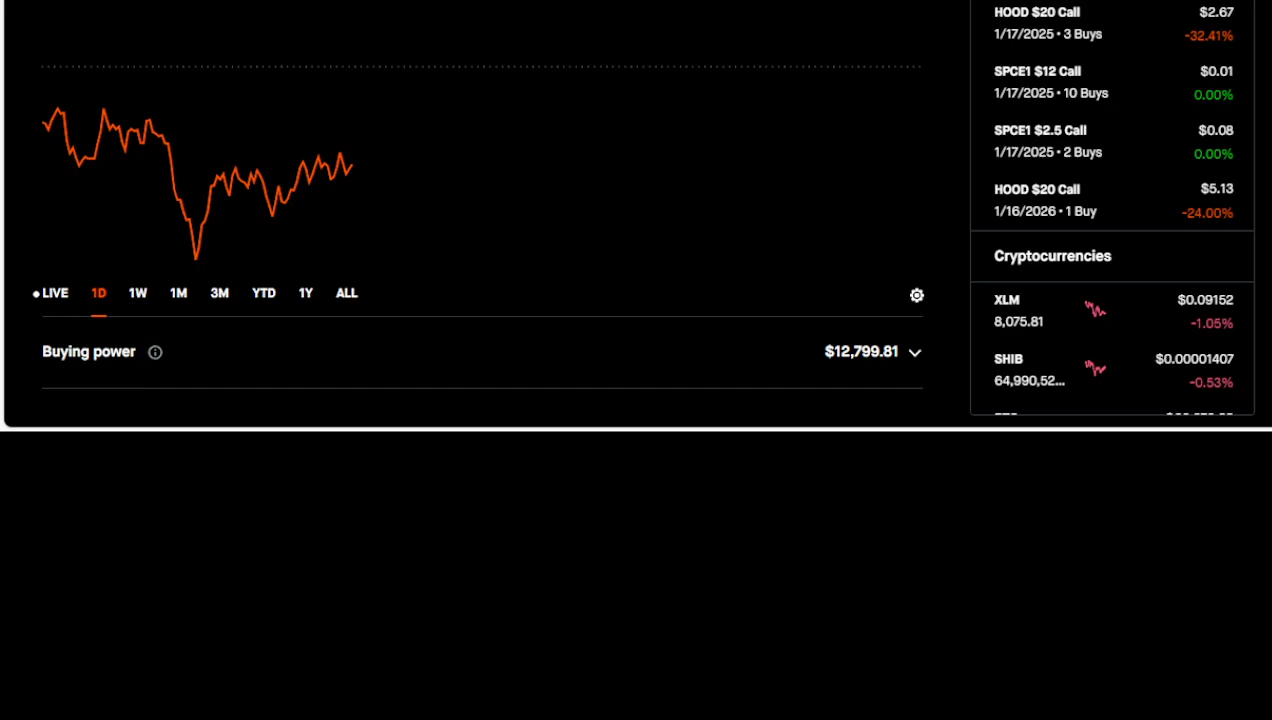 LIVE 1D 1W 1M 3M YTD 1Y ALL
Buying power $12,799.81
HOOD $20 Call $2.67
1/17/2025 • 3 Buys -32.41%
SPCE1 $12 Call $0.01
1/17/2025 • 10 Buys 0.00%
SPCE1 $2.5 Call $0.08
1/17/2025 • 2 Buys 0.00%
HOOD $20 Call $5.13
1/16/2026 • 1 Buy -24.00%
Cryptocurrencies
XLM $0.09152
8,075.81 -1.05%
SHIB $0.00001407
64,990,52... -0.53%